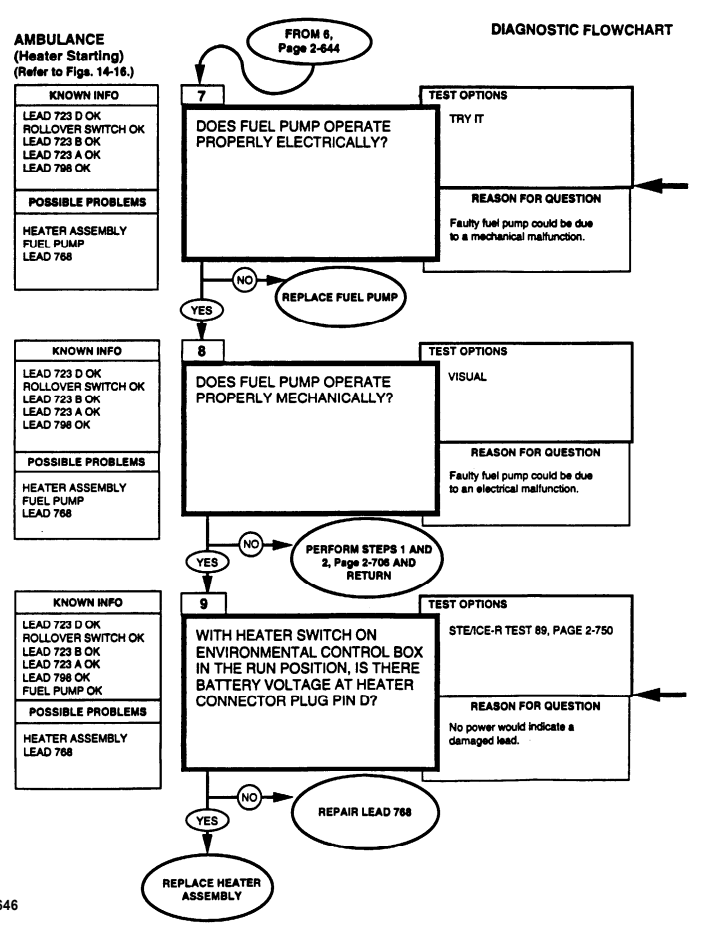 AMBULANCE
(Heater Starting)
(Refer to Figs. 14-16.)
FROM 6,
Page 2-644
DIAGNOSTIC FLOWCHART
KNOWN INFO
LEAD 723 D OK
ROLLOVER SWITCH OK
LEAD 723 B OK
LEAD 723 A OK
LEAD 798 OK
POSSIBLE PROBLEMS
HEATER ASSEMBLY
FUEL PUMP
LEAD 768
7
DOES FUEL PUMP OPERATE
PROPERLY ELECTRICALLY?
TEST OPTIONS
TRY IT
REASON FOR QUESTION
Faulty fuel pump could be due
to a mechanical malfunction.
NO
REPLACE FUEL PUMP
YES
KNOWN INFO
LEAD 723 D OK
ROLLOVER SWITCH OK
LEAD 723 B OK
LEAD 723 A OK
LEAD 798 OK
POSSIBLE PROBLEMS
HEATER ASSEMBLY
FUEL PUMP
LEAD 768
8
DOES FUEL PUMP OPERATE
PROPERLY MECHANICALLY?
TEST OPTIONS
VISUAL
REASON FOR QUESTION
Faulty fuel pump could be due
to an electrical malfunction.
NO
PERFORM STEPS 1 AND
2, Page 2-706 AND
RETURN
YES
KNOWN INFO
LEAD 723 D OK
ROLLOVER SWITCH OK
LEAD 723 B OK
LEAD 723 A OK
LEAD 798 OK
FUEL PUMP OK
POSSIBLE PROBLEMS
HEATER ASSEMBLY
LEAD 768
9
WITH HEATER SWITCH ON
ENVIRONMENTAL CONTROL BOX
IN THE RUN POSITION, IS THERE
BATTERY VOLTAGE AT HEATER
CONNECTOR PLUG PIN D?
TEST OPTIONS
STE/ICE-R TEST 89, PAGE 2-750
REASON FOR QUESTION
No power would indicate a
damaged lead.
NO
REPAIR LEAD 768
YES
REPLACE HEATER
ASSEMBLY
646